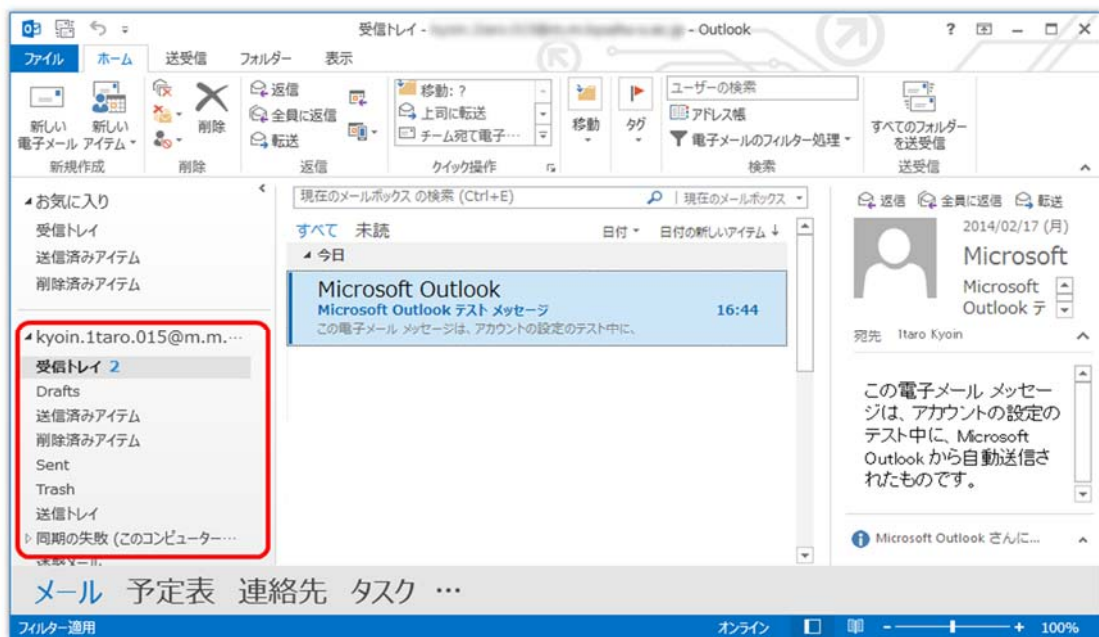 受信トレイ - - Outlook
ファイル ホーム 送受信 フォルダー 表示
新しい 電子メール
新しい アイテム
削除
返信
全員に返信
転送
移動: ?
上司に転送
チーム宛て電子…
移動
タグ
ユーザーの検索
アドレス帳
電子メールのフィルター処理
すべてのフォルダー
を送受信
新規作成 削除 返信 クイック操作 検索 送受信
お気に入り
受信トレイ
送信済みアイテム
削除済みアイテム
kyoin.1taro.015@m.m.…
受信トレイ 2
Drafts
送信済みアイテム
削除済みアイテム
Sent
Trash
送信トレイ
同期の失敗 (このコンピューター…
現在のメールボックス の検索 (Ctrl+E) 現在のメールボックス
すべて 未読 日付 日付の新しいアイテム ↓
今日
Microsoft Outlook
Microsoft Outlook テスト メッセージ 16:44
この電子メール メッセージは、アカウントの設定のテスト中に、
返信 全員に返信 転送
2014/02/17 (月)
Microsoft
Microsoft
Outlook テ
宛先 1taro Kyoin
この電子メール メッセー
ジは、アカウントの設定の
テスト中に、Microsoft
Outlook から自動送信さ
れたものです。
Microsoft Outlook さんに...
メール 予定表 連絡先 タスク …
フィルター適用 オンライン 100%